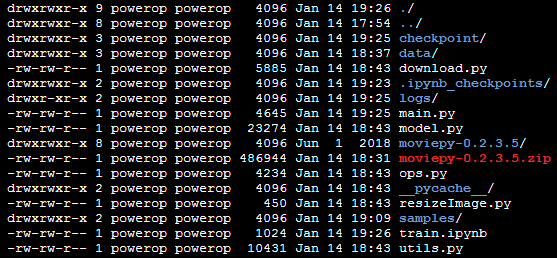 drwxrwxr-x 9 powerop powerop   4096 Jan 14 19:26 ./
drwxrwxr-x 8 powerop powerop   4096 Jan 14 17:54 ../
drwxrwxr-x 3 powerop powerop   4096 Jan 14 19:25 checkpoint/
drwxrwxr-x 3 powerop powerop   4096 Jan 14 18:37 data/
-rw-rw-r-- 1 powerop powerop   5885 Jan 14 18:43 download.py
drwxrwxr-x 2 powerop powerop   4096 Jan 14 19:23 .ipynb_checkpoints/
drwxr-xr-x 2 powerop powerop   4096 Jan 14 19:25 logs/
-rw-rw-r-- 1 powerop powerop   4645 Jan 14 19:25 main.py
-rw-rw-r-- 1 powerop powerop  23274 Jan 14 18:43 model.py
drwxrwxr-x 8 powerop powerop   4096 Jun  1  2018 moviepy-0.2.3.5/
-rw-rw-r-- 1 powerop powerop 486944 Jan 14 18:31 moviepy-0.2.3.5.zip
-rw-rw-r-- 1 powerop powerop   4234 Jan 14 18:43 ops.py
drwxrwxr-x 2 powerop powerop   4096 Jan 14 18:43 __pycache__/
-rw-rw-r-- 1 powerop powerop    450 Jan 14 18:43 resizeImage.py
drwxrwxr-x 2 powerop powerop   4096 Jan 14 19:09 samples/
-rw-rw-r-- 1 powerop powerop   1024 Jan 14 19:26 train.ipynb
-rw-rw-r-- 1 powerop powerop  10431 Jan 14 18:43 utils.py